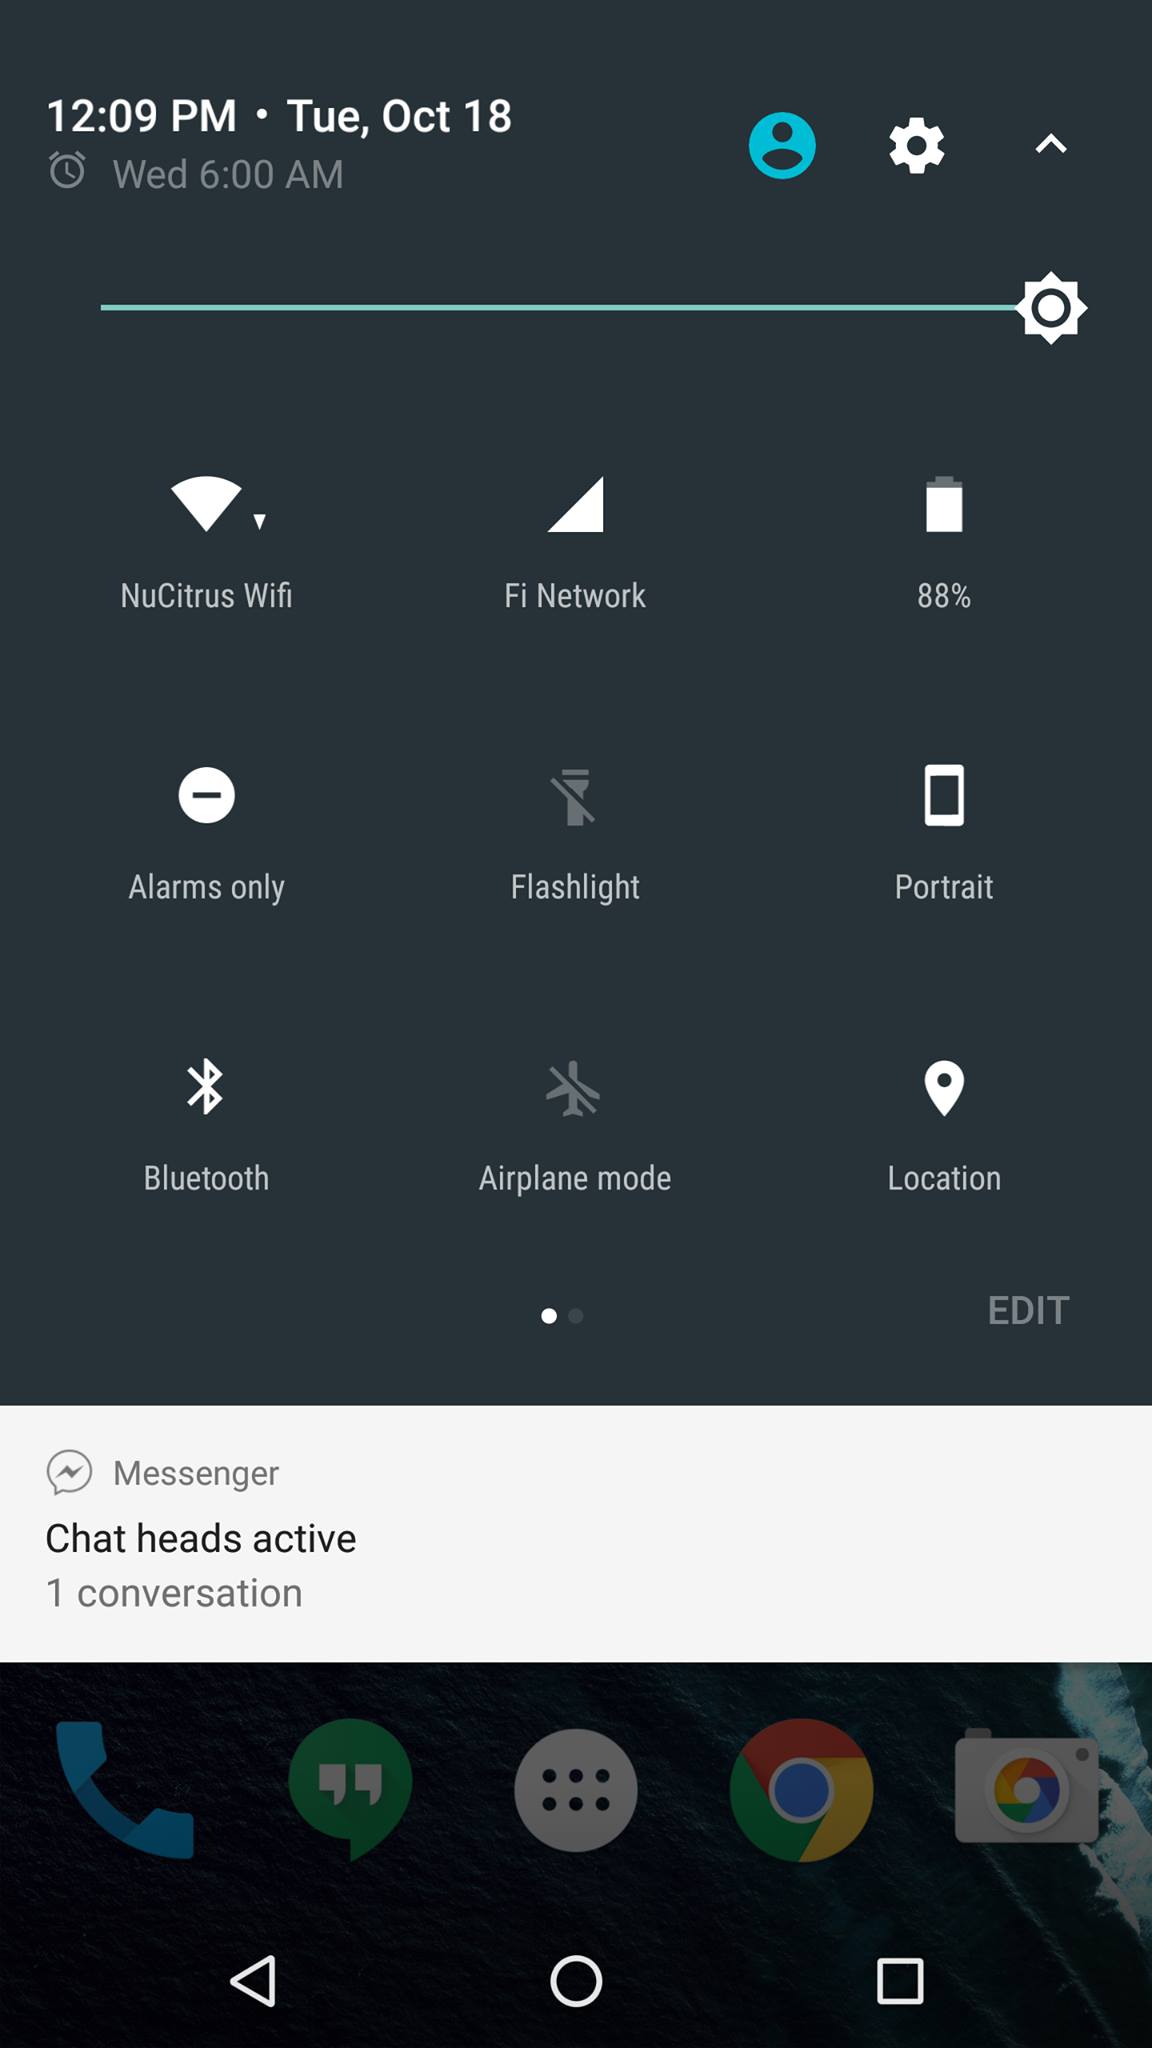 12:09 PM • Tue, Oct 18
Wed 6:00 AM
NuCitrus Wifi
Fi Network
88%
Alarms only
Flashlight
Portrait
Bluetooth
Airplane mode
Location
EDIT
Messenger
Chat heads active
1 conversation